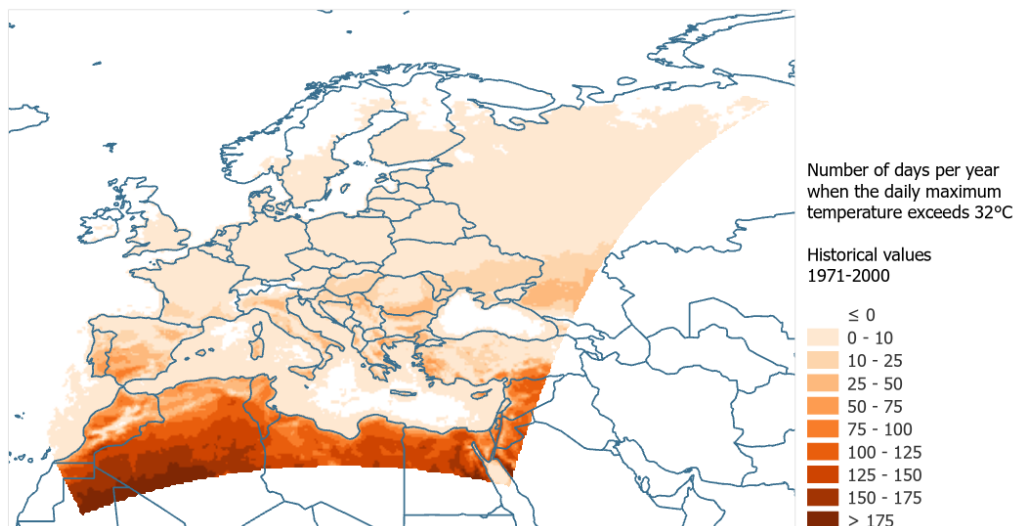 Number of days per year
when the daily maximum
temperature exceeds 32ºC
Historical values
1971-2000
≤ 0
0 - 10
10 - 25
25 - 50
50 - 75
75 - 100
100 - 125
125 - 150
150 - 175
> 175